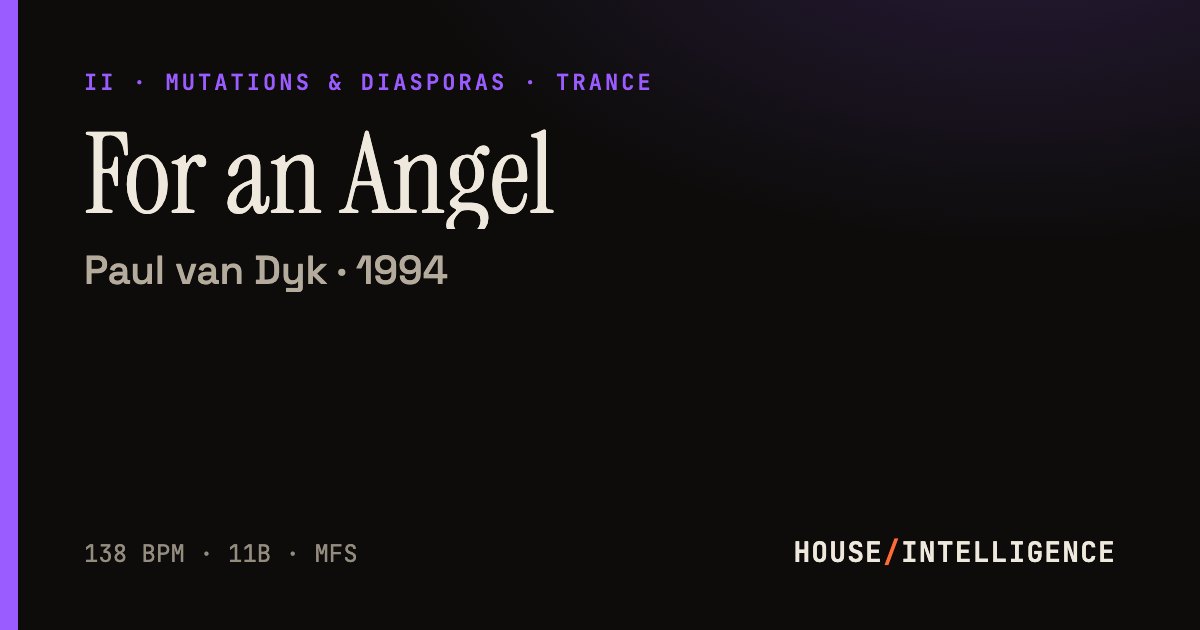 II · MUTATIONS & DIASPORAS · TRANCE
For an Angel
Paul van Dyk · 1994
138 BPM · 11B · MFS
HOUSE/INTELLIGENCE